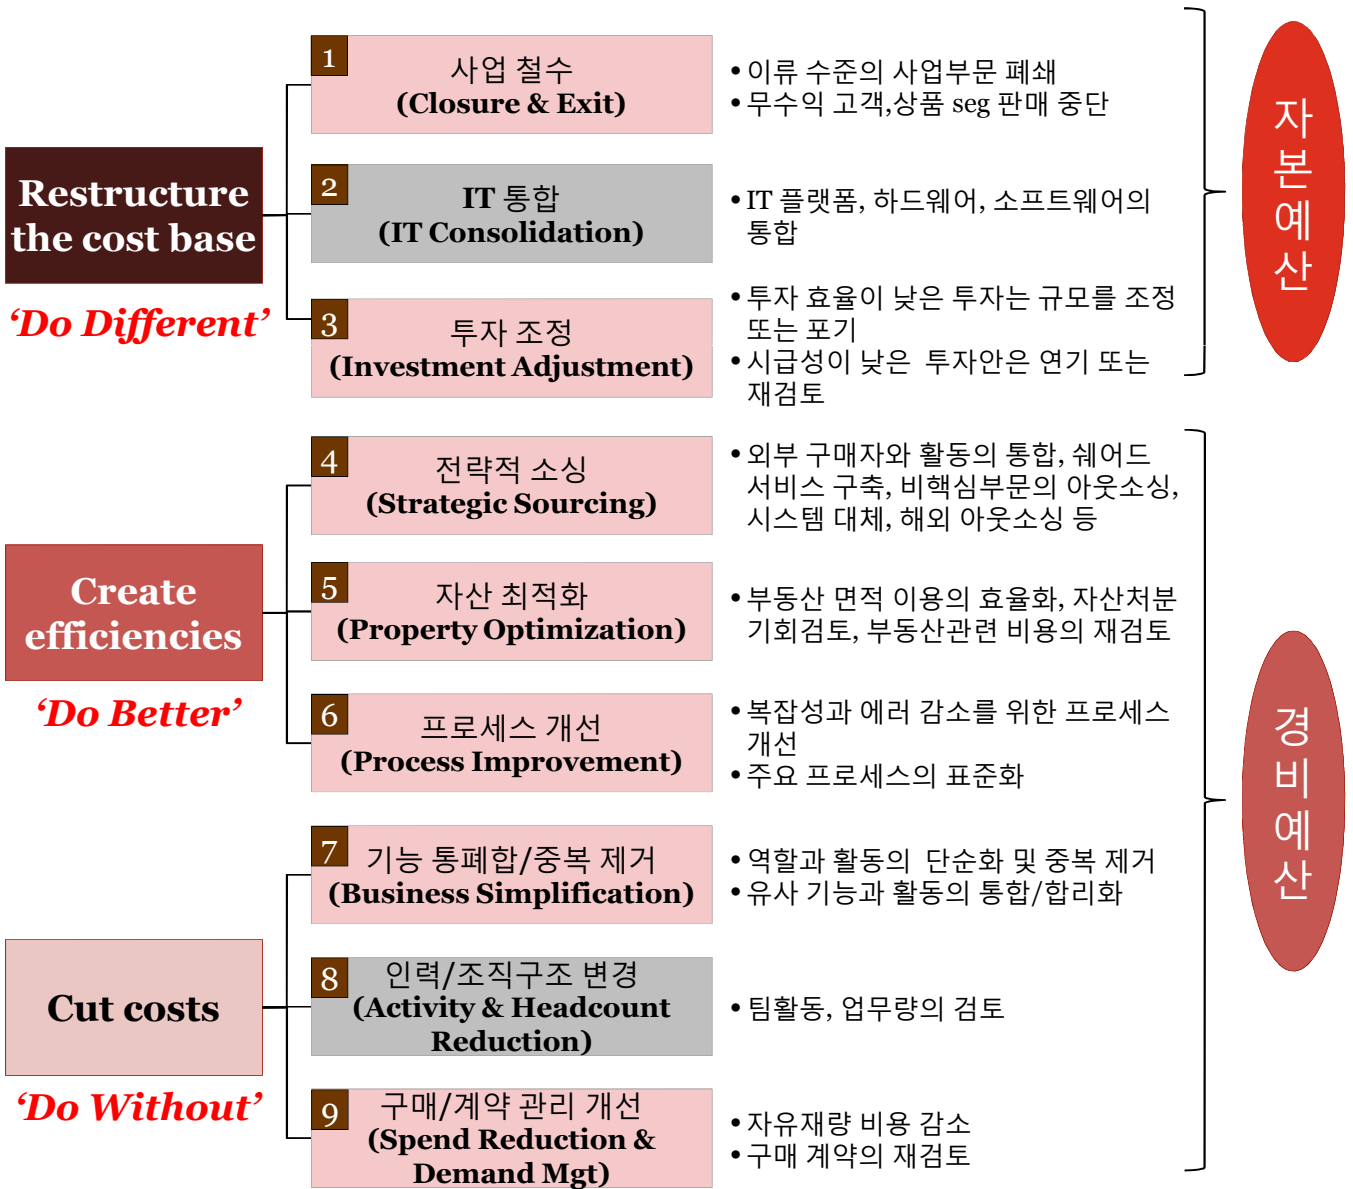 Restructure
the cost base
‘Do Different’
1
사업 철수
(Closure & Exit)
• 이류 수준의 사업부문 폐쇄
• 무수익 고객,상품 seg 판매 중단
2
IT 통합
(IT Consolidation)
• IT 플랫폼, 하드웨어, 소프트웨어의
통합
3
투자 조정
(Investment Adjustment)
• 투자 효율이 낮은 투자는 규모를 조정
또는 포기
• 시급성이 낮은 투자안은 연기 또는
재검토
자
본
예
산
Create
efficiencies
‘Do Better’
4
전략적 소싱
(Strategic Sourcing)
• 외부 구매자와 활동의 통합, 쉐어드
서비스 구축, 비핵심부문의 아웃소싱,
시스템 대체, 해외 아웃소싱 등
5
자산 최적화
(Property Optimization)
• 부동산 면적 이용의 효율화, 자산처분
기회검토, 부동산관련 비용의 재검토
6
프로세스 개선
(Process Improvement)
• 복잡성과 에러 감소를 위한 프로세스
개선
• 주요 프로세스의 표준화
Cut costs
‘Do Without’
7
기능 통폐합/중복 제거
(Business Simplification)
• 역할과 활동의 단순화 및 중복 제거
• 유사 기능과 활동의 통합/합리화
8
인력/조직구조 변경
(Activity & Headcount
Reduction)
• 팀활동, 업무량의 검토
9
구매/계약 관리 개선
(Spend Reduction &
Demand Mgt)
• 자유재량 비용 감소
• 구매 계약의 재검토
경
비
예
산